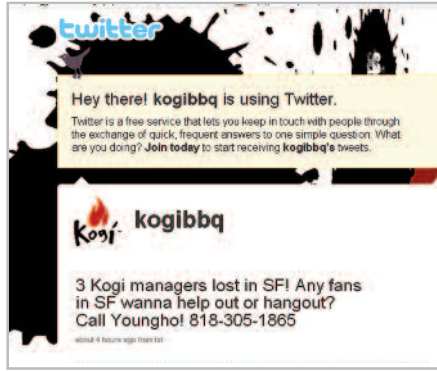 twitter
Hey there! kogibbq is using Twitter.
Twitter is a free service that lets you keep in touch with people through
the exchange of quick, frequent answers to one simple question: What
are you doing? Join today to start receiving kogibbq's tweets.
Kogi
kogibbq
3 Kogi managers lost in SF! Any fans
in SF wanna help out or hangout?
Call Youngho! 818-305-1865
about 4 hours ago from txt